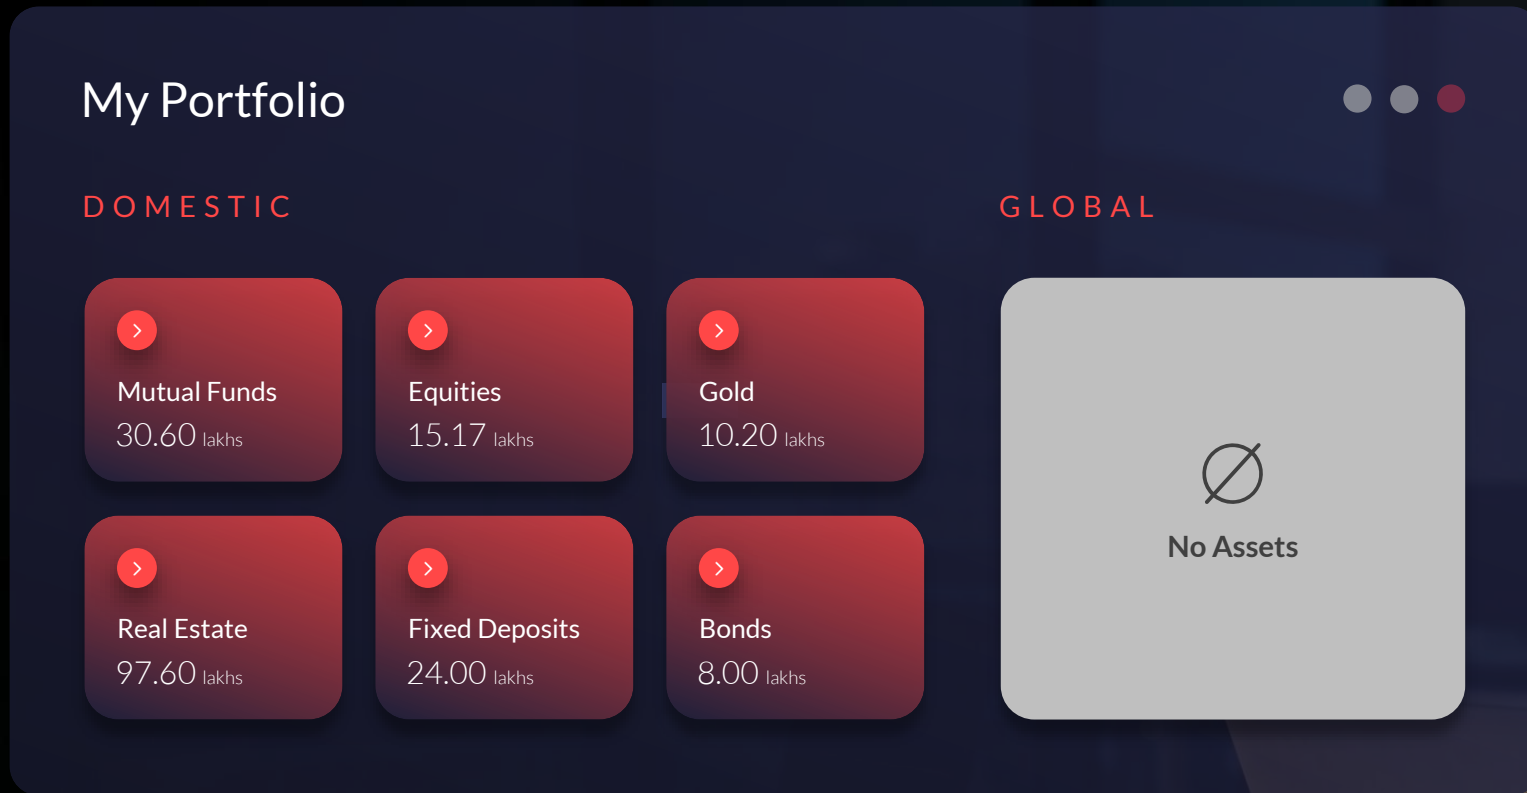 My Portfolio
DOMESTIC
GLOBAL
Mutual Funds
30.60 lakhs
Equities
15.17 lakhs
Gold
10.20 lakhs
Real Estate
97.60 lakhs
Fixed Deposits
24.00 lakhs
Bonds
8.00 lakhs
No Assets